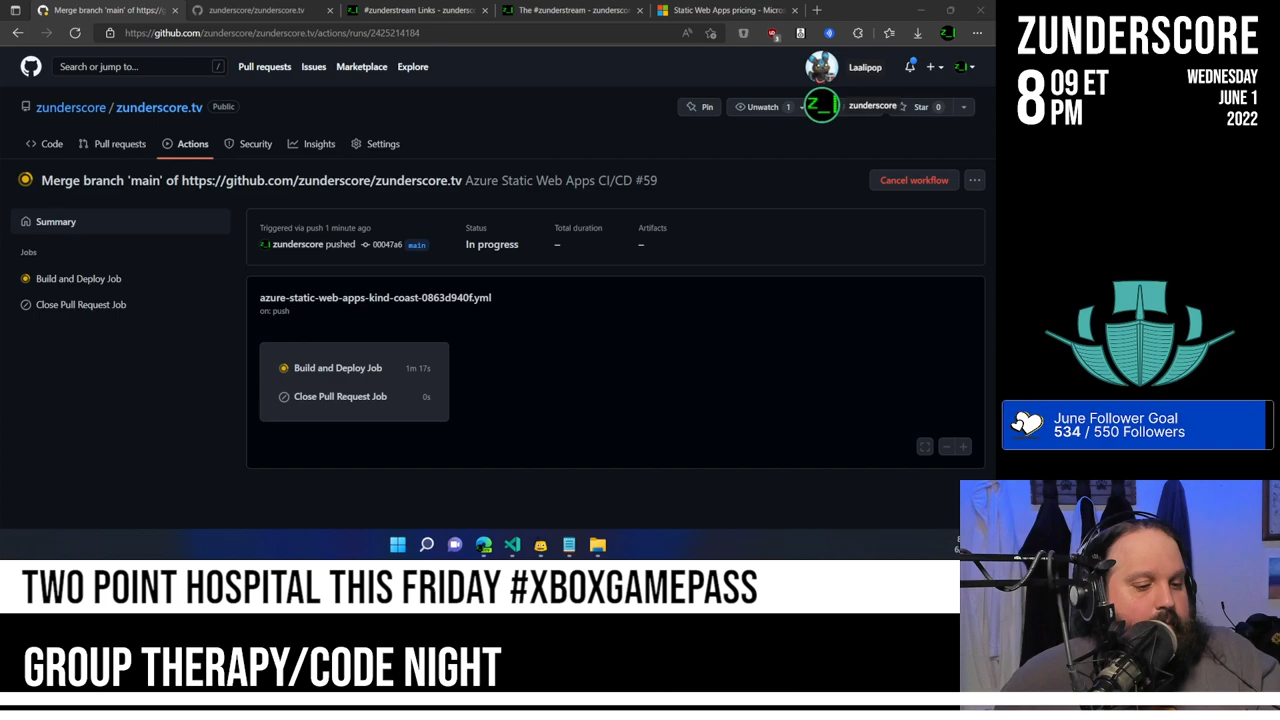 Merge branch 'main' of https://g
zunderscore/zunderscore.tv
#zunderstream Links - zundersc
The #zunderstream - zundersc
Static Web Apps pricing - Micros
https://github.com/zunderscore/zunderscore.tv/actions/runs/2425214184
Search or jump to...
/
Pull requests
Issues
Marketplace
Explore
Laalipop
zunderscore / zunderscore.tv
Public
Pin
Unwatch 1
zunderscore
Star 0
Code
Pull requests
Actions
Security
Insights
Settings
Merge branch 'main' of https://github.com/zunderscore/zunderscore.tv Azure Static Web Apps CI/CD #59
Cancel workflow
Summary
Jobs
Build and Deploy Job
Close Pull Request Job
Triggered via push 1 minute ago
zunderscore pushed 00047a6 main
Status
In progress
Total duration
–
Artifacts
–
azure-static-web-apps-kind-coast-0863d940f.yml
on: push
Build and Deploy Job 1m 17s
Close Pull Request Job 0s
ZUNDERSCORE
8 09 ET PM
WEDNESDAY
JUNE 1
2022
June Follower Goal
534 / 550 Followers
TWO POINT HOSPITAL THIS FRIDAY #XBOXGAMEPASS
GROUP THERAPY/CODE NIGHT